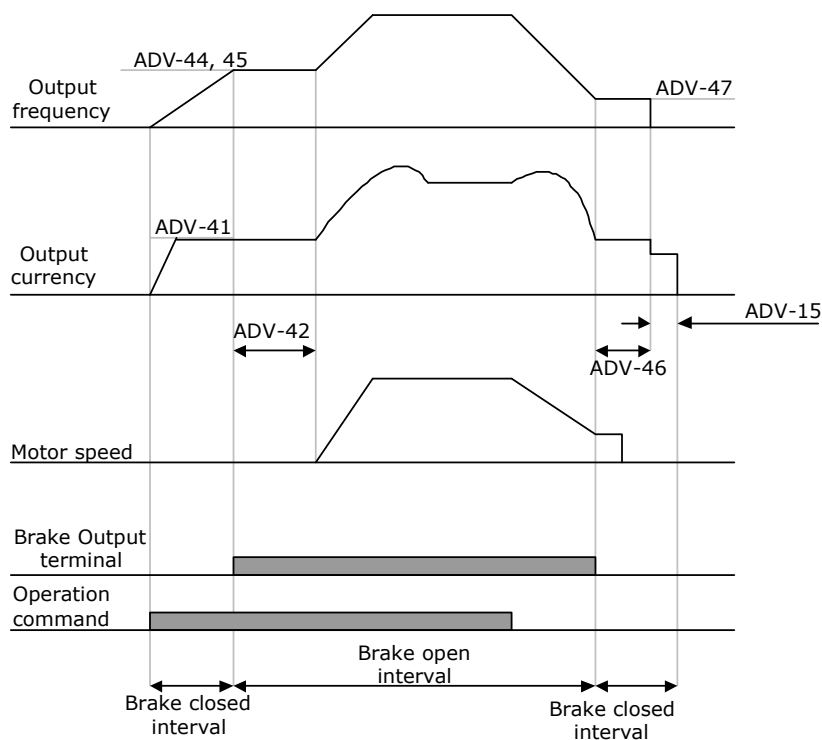 ADV-44, 45
Output
frequency
ADV-47
ADV-41
Output
currency
ADV-15
ADV-42
ADV-46
Motor speed
Brake Output
terminal
Operation
command
Brake open
interval
Brake closed
interval
Brake closed
interval